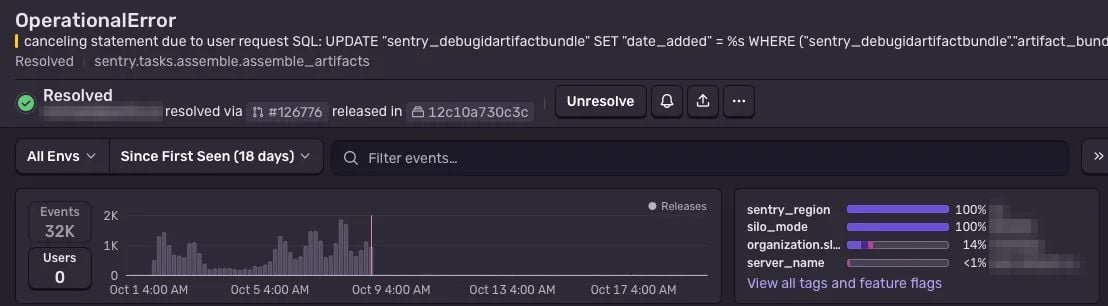 OperationalError
canceling statement due to user request SQL: UPDATE "sentry_debugidartifactbundle" SET "date_added" = %s WHERE ("sentry_debugidartifactbundle"."artifact_bund
Resolved | sentry.tasks.assemble.assemble_artifacts
Resolved
resolved via #126776 released in 12c10a730c3c
Unresolve
All Envs
Since First Seen (18 days)
Filter events...
Events
32K
Users
0
2K
1K
0
Releases
Oct 1 4:00 AM
Oct 5 4:00 AM
Oct 9 4:00 AM
Oct 13 4:00 AM
Oct 17 4:00 AM
sentry_region 100%
silo_mode 100%
organization.sl... 14%
server_name <1%
View all tags and feature flags